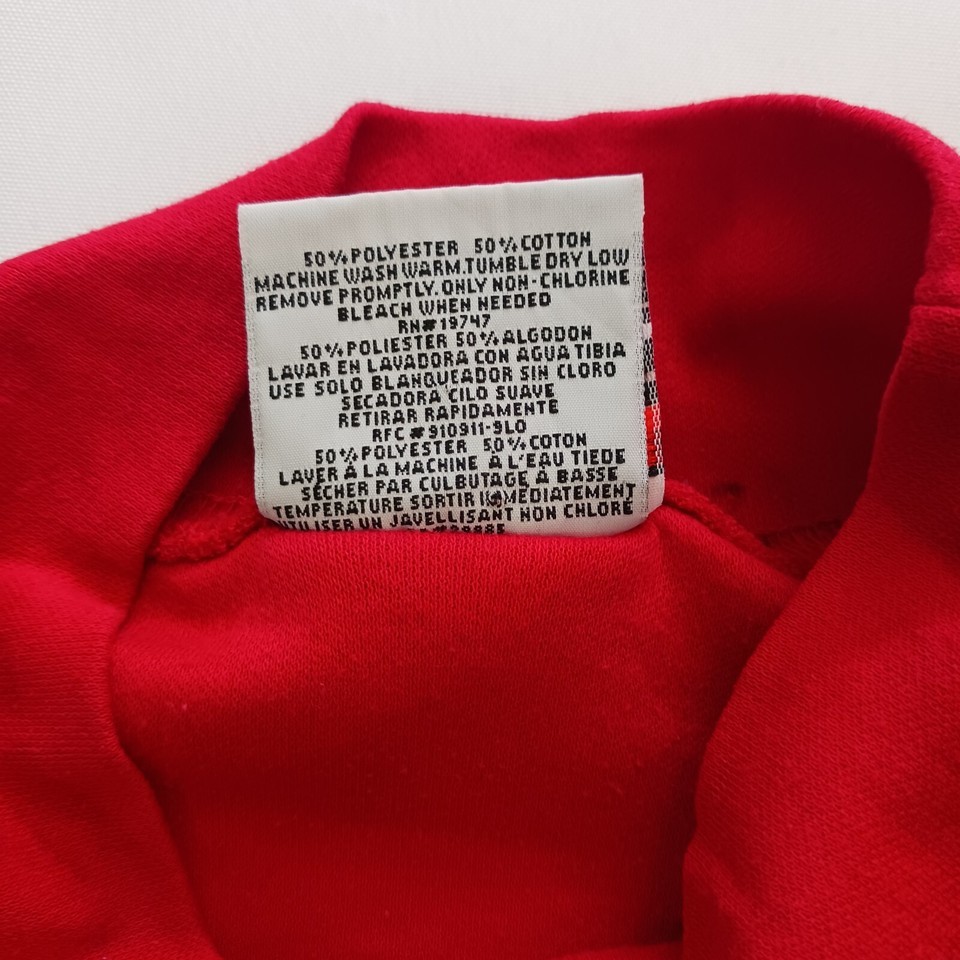 50%POLYESTER 50%COTTON
MACHINE WASH WARM.TUMBLE DRY LOW
REMOVE PROMPTLY. ONLY NON-CHLORINE
BLEACH WHEN NEEDED
RN#19747
50%POLIESTER 50%ALGODON
LAVAR EN LAVADORA CON AGUA TIBIA
USE SOLO BLANQUEADOR SIN CLORO
SECADORA CILO SUAVE
RETIRAR RAPIDAMENTE
RFC #910911-9L0
50%POLYESTER 50%COTON
LAVER À LA MACHINE À L'EAU TIEDE
SÉCHER PAR CULBUTAGE À BASSE
TEMPERATURE SORTIR IMMÉDIATEMENT
UTILISER UN JAVELLISANT NON CHLORÉ